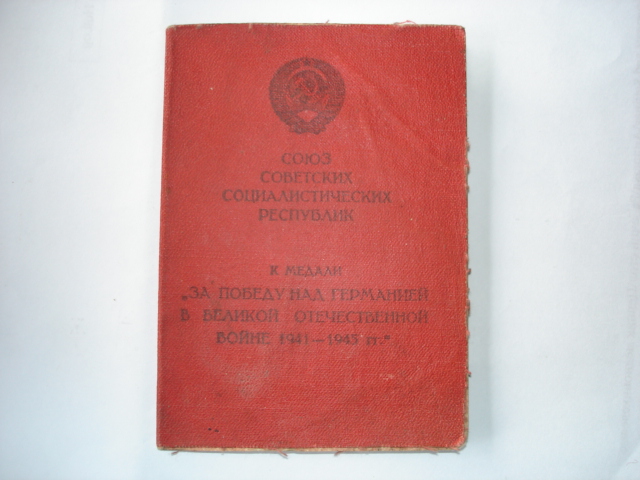 СОЮЗ
СОВЕТСКИХ
СОЦИАЛИСТИЧЕСКИХ
РЕСПУБЛИК
К МЕДАЛИ
„ЗА ПОБЕДУ НАД ГЕРМАНИЕЙ
В ВЕЛИКОЙ ОТЕЧЕСТВЕННОЙ
ВОЙНЕ 1941—1945 гг.“